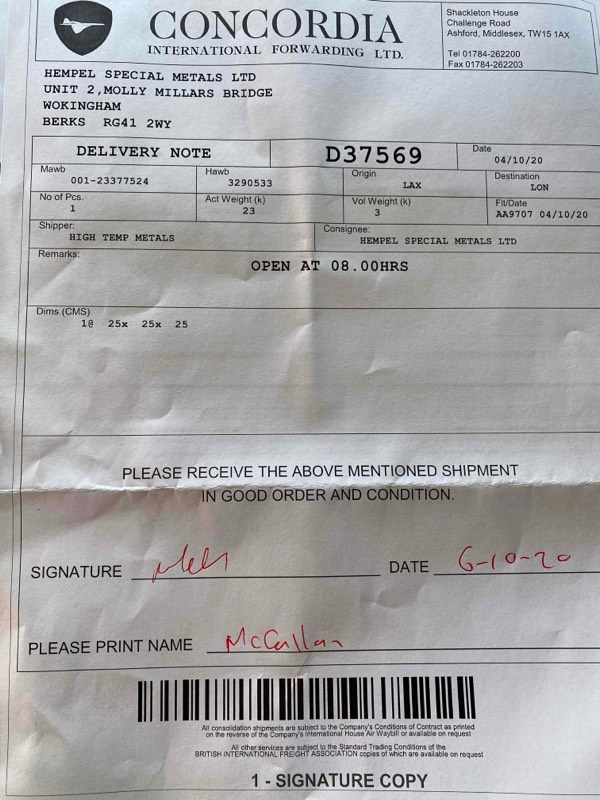 CONCORDIA
INTERNATIONAL FORWARDING LTD.
Shackleton House
Challenge Road
Ashford, Middlesex, TW15 1AX
Tel 01784-262200
Fax 01784-262203
HEMPEL SPECIAL METALS LTD
UNIT 2,MOLLY MILLARS BRIDGE
WOKINGHAM
BERKS RG41 2WY
DELIVERY NOTE
D37569
Date
04/10/20
Mawb
001-23377524
Hawb
3290533
Origin
LAX
Destination
LON
No of Pcs.
1
Act Weight (k)
23
Vol Weight (k)
3
Flt/Date
AA9707 04/10/20
Shipper:
HIGH TEMP METALS
Consignee:
HEMPEL SPECIAL METALS LTD
Remarks:
OPEN AT 08.00HRS
Dims (CMS)
1@ 25x 25x 25
PLEASE RECEIVE THE ABOVE MENTIONED SHIPMENT
IN GOOD ORDER AND CONDITION.
SIGNATURE
DATE 6-10-20
PLEASE PRINT NAME McCallan
All consolidation shipments are subject to the Company's Conditions of Contract as printed
on the reverse of the Company's International House Air Waybill or available on request
All other services are subject to the Standard Trading Conditions of the
BRITISH INTERNATIONAL FREIGHT ASSOCIATION copies of which are available on request
1 - SIGNATURE COPY